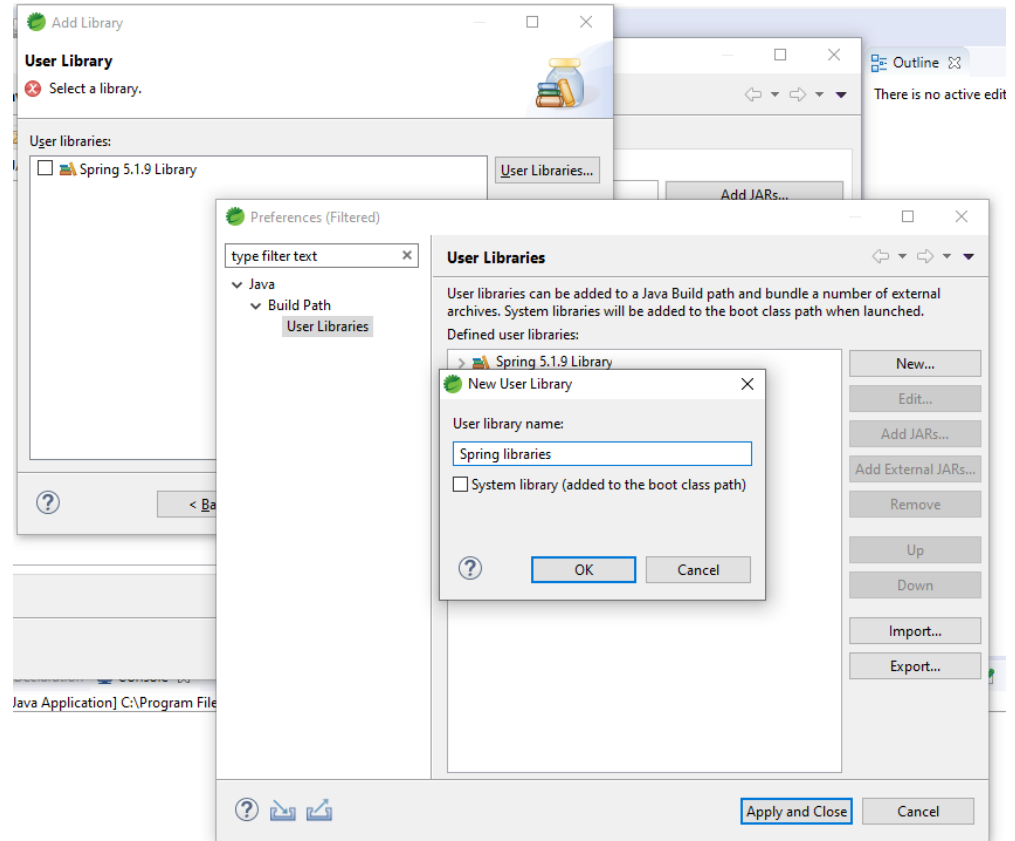 Add Library
User Library
Select a library.
User libraries:
Spring 5.1.9 Library
User Libraries...
< Ba
Add JARs...
Outline
There is no active edit
Preferences (Filtered)
type filter text
Java
Build Path
User Libraries
User Libraries
User libraries can be added to a Java Build path and bundle a number of external
archives. System libraries will be added to the boot class path when launched.
Defined user libraries:
Spring 5.1.9 Library
New...
Edit...
Add JARs...
Add External JARs...
Remove
Up
Down
Import...
Export...
New User Library
User library name:
Spring libraries
System library (added to the boot class path)
OK
Cancel
Apply and Close
Cancel
Declaration Console
Java Application] C:\Program File